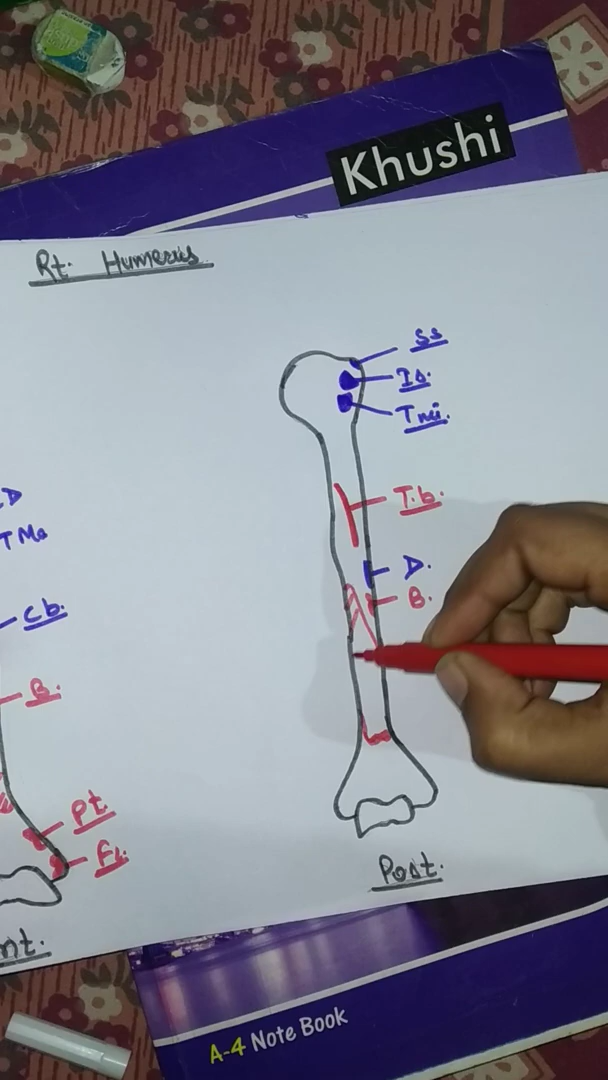 Khushi
Rt. Humerus
Ss
Is.
Tmi.
T.b.
D
TMa
D.
B.
Cb.
B.
Pt.
Post.
nt.
A-4 Note Book